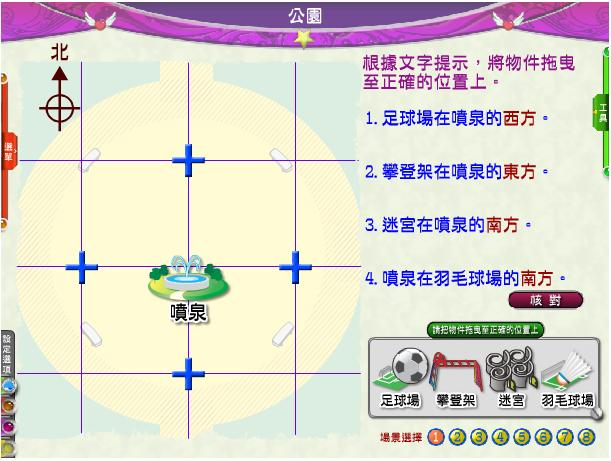 公園
北
根據文字提示，將物件拖曳
至正確的位置上。
1. 足球場在噴泉的西方。
2. 攀登架在噴泉的東方。
3. 迷宮在噴泉的南方。
4. 噴泉在羽毛球場的南方。
核對
噴泉
請把物件拖曳至正確的位置上
足球場 攀登架 迷宮 羽毛球場
場景選擇 1 2 3 4 5 6 7 8
選單
工具
設定選項